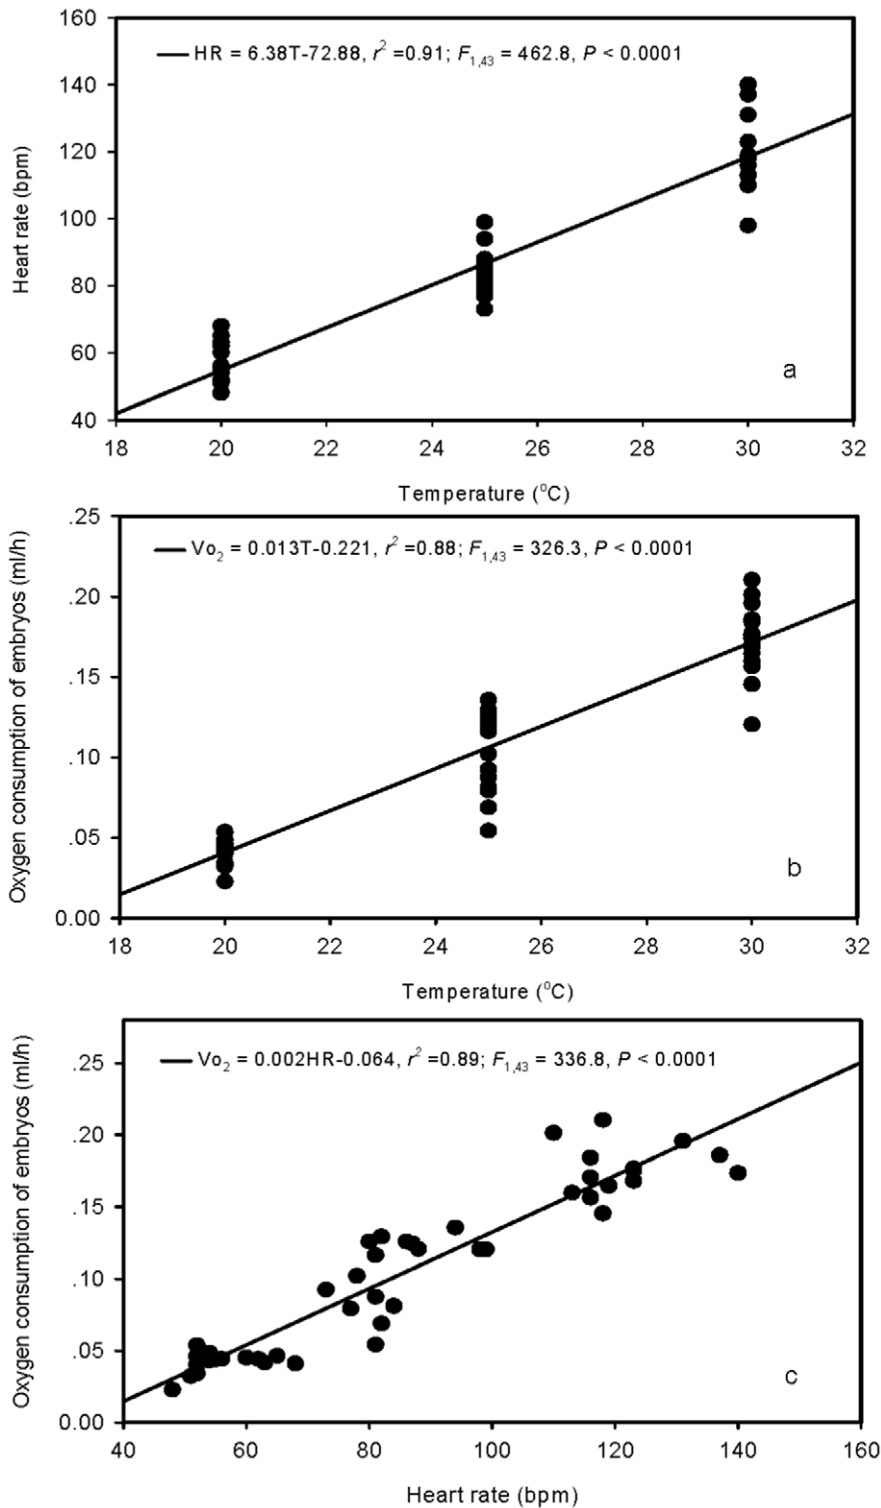 160
HR = 6.38T-72.88, r² =0.91; F1,43 = 462.8, P < 0.0001
140
120
100
80
60
40
Heart rate (bpm)
a
18 20 22 24 26 28 30 32
Temperature (°C)
.25
Vo2 = 0.013T-0.221, r² =0.88; F1,43 = 326.3, P < 0.0001
.20
.15
.10
.05
0.00
Oxygen consumption of embryos (ml/h)
b
18 20 22 24 26 28 30 32
Temperature (°C)
.25
Vo2 = 0.002HR-0.064, r² =0.89; F1,43 = 336.8, P < 0.0001
.20
.15
.10
.05
0.00
Oxygen consumption of embryos (ml/h)
c
40 60 80 100 120 140 160
Heart rate (bpm)